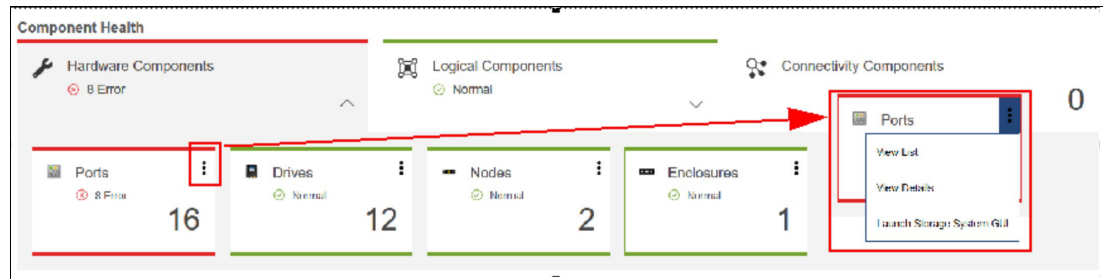 Component Health
Hardware Components
8 Error
Logical Components
Normal
Connectivity Components
0
Ports
8 Error
16
Drives
Normal
12
Nodes
Normal
2
Enclosures
Normal
1
Ports
View List
View Details
Launch Storage System GUI